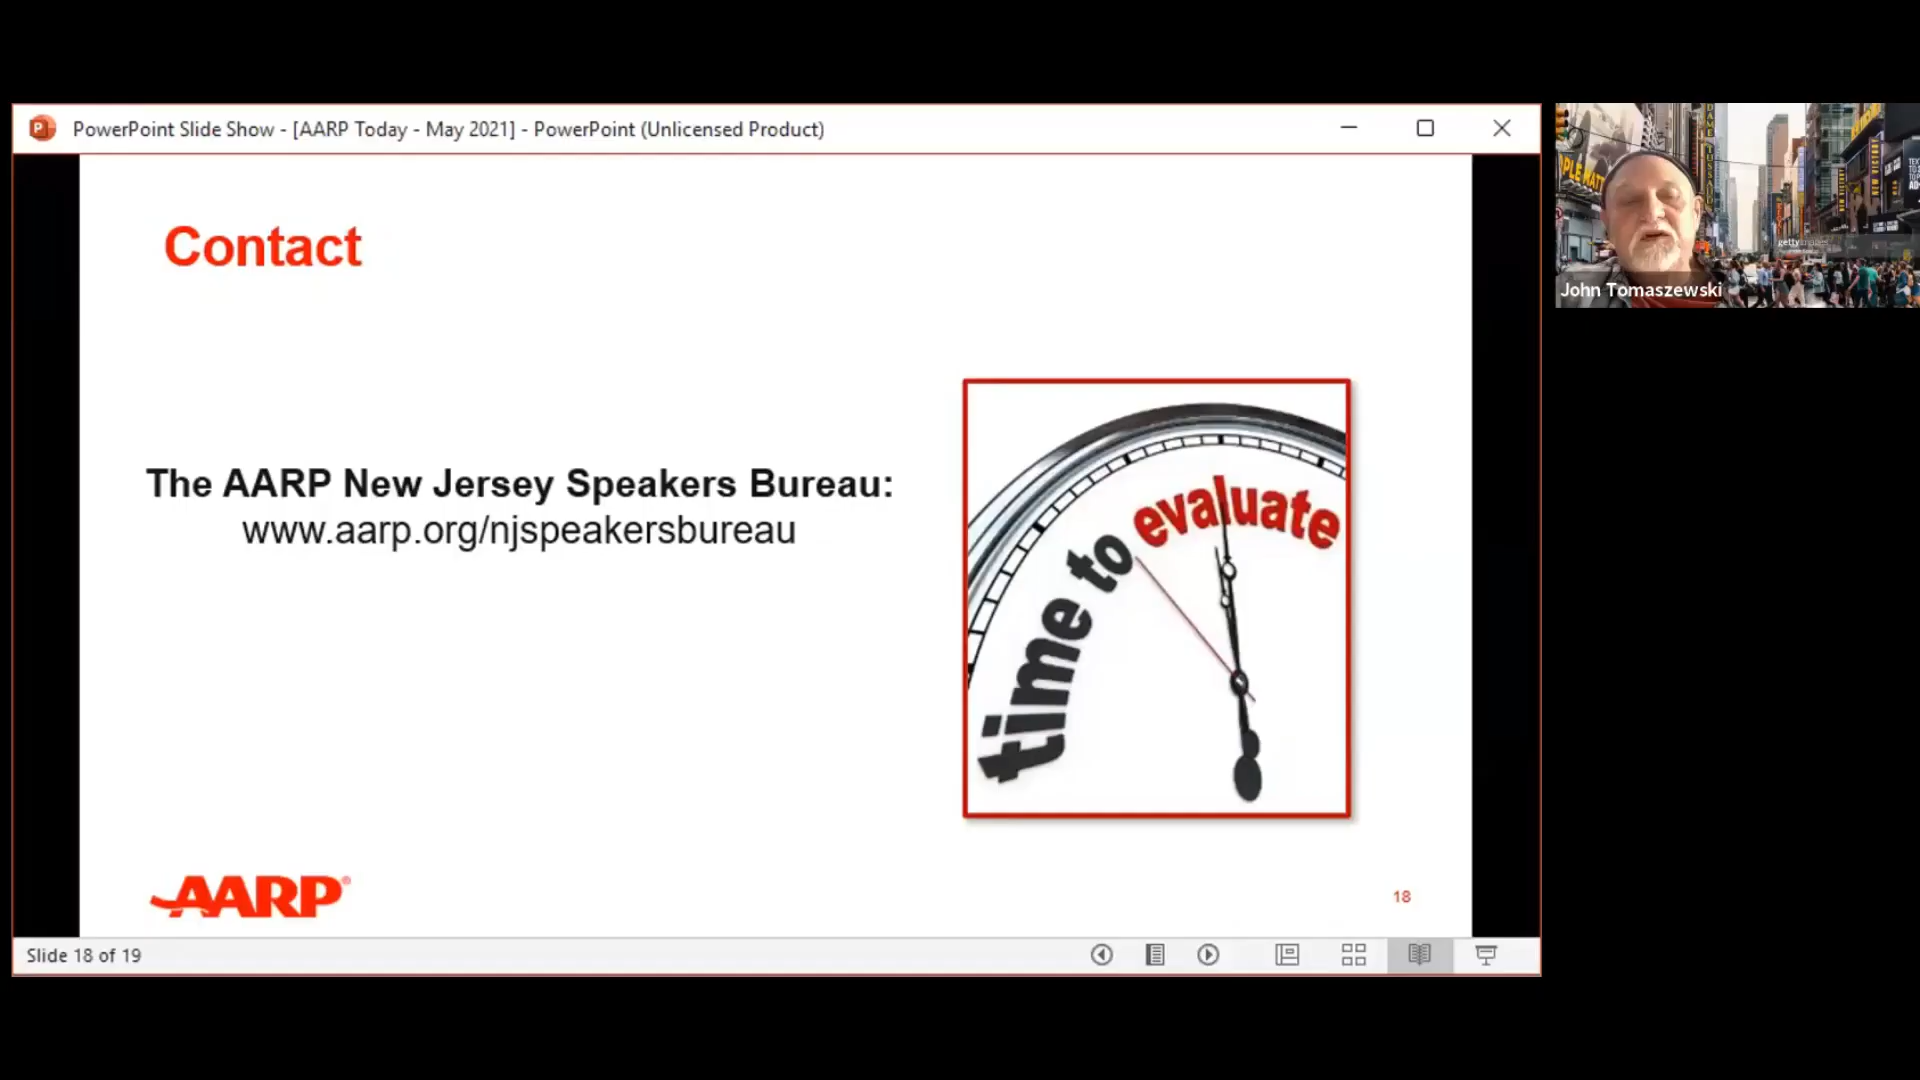 PowerPoint Slide Show - [AARP Today - May 2021] - PowerPoint (Unlicensed Product)
Contact
The AARP New Jersey Speakers Bureau:
www.aarp.org/njspeakersbureau
time to evaluate
AARP®
18
Slide 18 of 19
John Tomaszewski